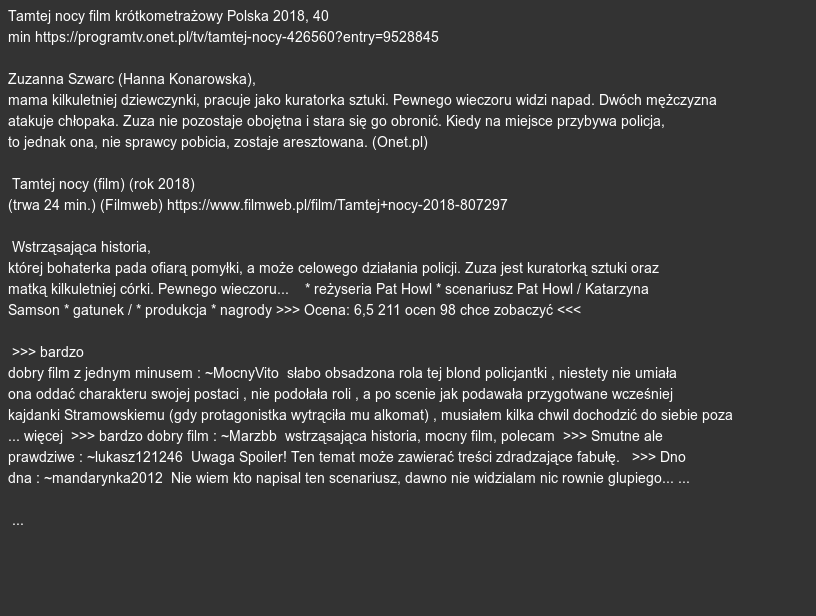 Tamtej nocy film krótkometrażowy Polska 2018, 40
min https://programtv.onet.pl/tv/tamtej-nocy-426560?entry=9528845
Zuzanna Szwarc (Hanna Konarowska),
mama kilkuletniej dziewczynki, pracuje jako kuratorka sztuki. Pewnego wieczoru widzi napad. Dwóch mężczyzna
atakuje chłopaka. Zuza nie pozostaje obojętna i stara się go obronić. Kiedy na miejsce przybywa policja,
to jednak ona, nie sprawcy pobicia, zostaje aresztowana. (Onet.pl)
Tamtej nocy (film) (rok 2018)
(trwa 24 min.) (Filmweb) https://www.filmweb.pl/film/Tamtej+nocy-2018-807297
Wstrząsająca historia,
której bohaterka pada ofiarą pomyłki, a może celowego działania policji. Zuza jest kuratorką sztuki oraz
matką kilkuletniej córki. Pewnego wieczoru... * reżyseria Pat Howl * scenariusz Pat Howl / Katarzyna
Samson * gatunek / * produkcja * nagrody >>> Ocena: 6,5 211 ocen 98 chce zobaczyć <<<
>>> bardzo
dobry film z jednym minusem : ~MocnyVito słabo obsadzona rola tej blond policjantki , niestety nie umiała
ona oddać charakteru swojej postaci , nie podołała roli , a po scenie jak podawała przygotwane wcześniej
kajdanki Stramowskiemu (gdy protagonistka wytrąciła mu alkomat) , musiałem kilka chwil dochodzić do siebie poza
... więcej >>> bardzo dobry film : ~Marzbb wstrząsająca historia, mocny film, polecam >>> Smutne ale
prawdziwe : ~lukasz121246 Uwaga Spoiler! Ten temat może zawierać treści zdradzające fabułę. >>> Dno
dna : ~mandarynka2012 Nie wiem kto napisal ten scenariusz, dawno nie widzialam nic rownie glupiego... ...
...